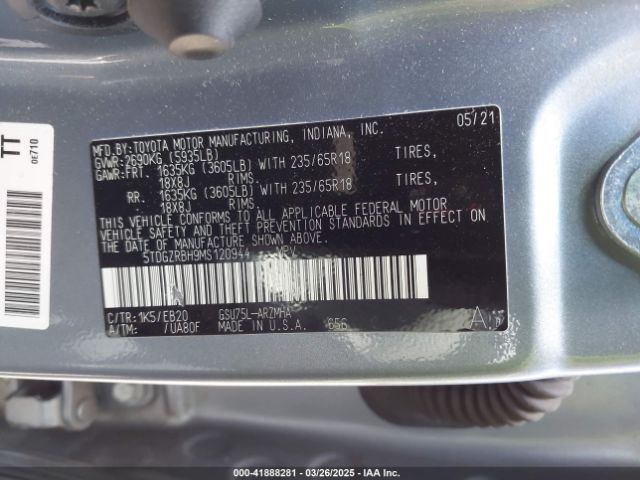 TT
0E710
MFD.BY:TOYOTA MOTOR MANUFACTURING, INDIANA, INC. 05/21
GVWR:2690KG (5935LB)
GAWR:FRT. 1635KG (3605LB) WITH 235/65R18 TIRES,
18X8J RIMS
RR. 1635KG (3605LB) WITH 235/65R18 TIRES,
18X8J RIMS
THIS VEHICLE CONFORMS TO ALL APPLICABLE FEDERAL MOTOR
VEHICLE SAFETY AND THEFT PREVENTION STANDARDS IN EFFECT ON
THE DATE OF MANUFACTURE SHOWN ABOVE.
5TDGZRBH9MS120944 MPV
C/TR:1K5/EB20 GSU75L-ARZMHA
A/TM: /UA80F MADE IN U.S.A. 656 A
000-41888281 - 03/26/2025 - IAA Inc.